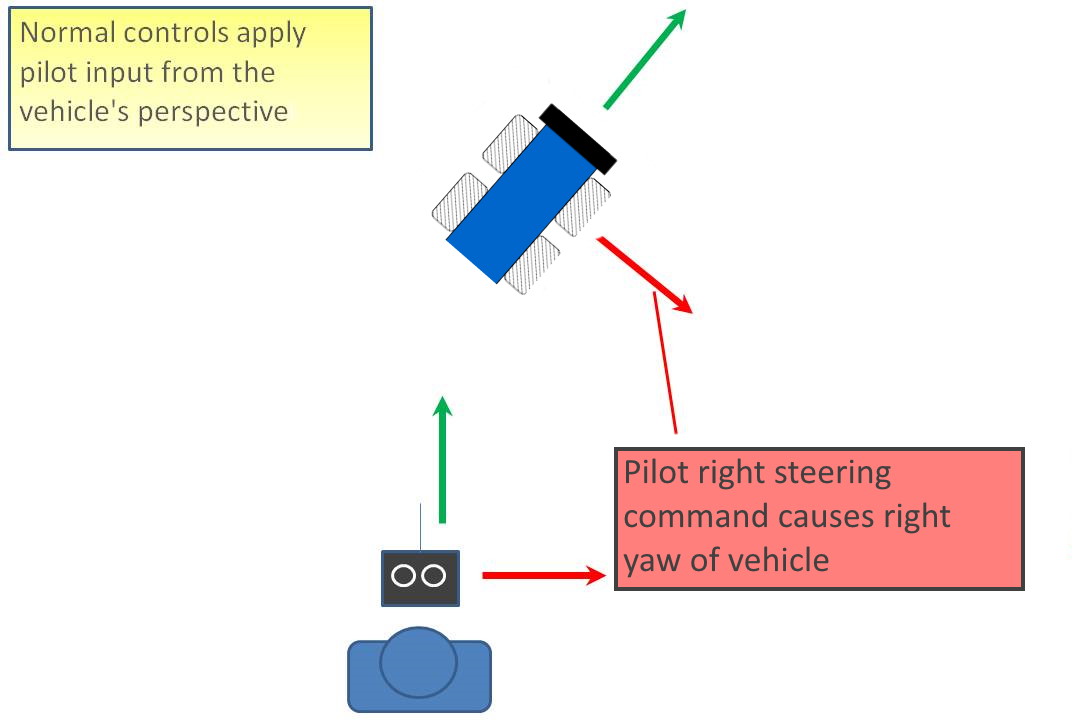 Normal controls apply
pilot input from the
vehicle's perspective
Pilot right steering
command causes right
yaw of vehicle